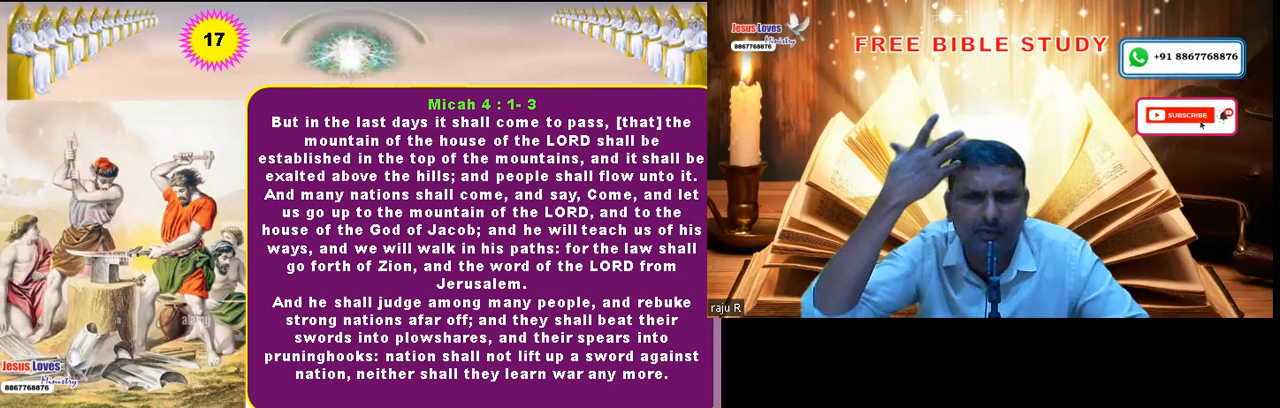 17
Micah 4 : 1- 3
But in the last days it shall come to pass, [that] the
mountain of the house of the LORD shall be
established in the top of the mountains, and it shall be
exalted above the hills; and people shall flow unto it.
And many nations shall come, and say, Come, and let
us go up to the mountain of the LORD, and to the
house of the God of Jacob; and he will teach us of his
ways, and we will walk in his paths: for the law shall
go forth of Zion, and the word of the LORD from
Jerusalem.
And he shall judge among many people, and rebuke
strong nations afar off; and they shall beat their
swords into plowshares, and their spears into
pruninghooks: nation shall not lift up a sword against
nation, neither shall they learn war any more.
alamy
Jesus Loves
Ministry
8867768876
Jesus Loves
Ministry
8867768876
FREE BIBLE STUDY
+91 8867768876
SUBSCRIBE
raju R